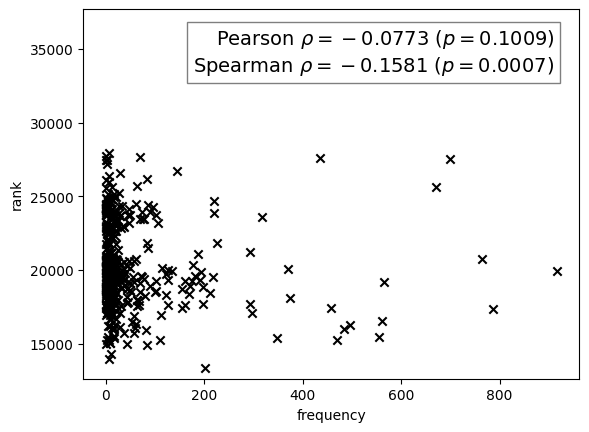 Pearson ρ = −0.0773 (p = 0.1009)
Spearman ρ = −0.1581 (p = 0.0007)
35000
30000
25000
20000
15000
rank
0 200 400 600 800
frequency